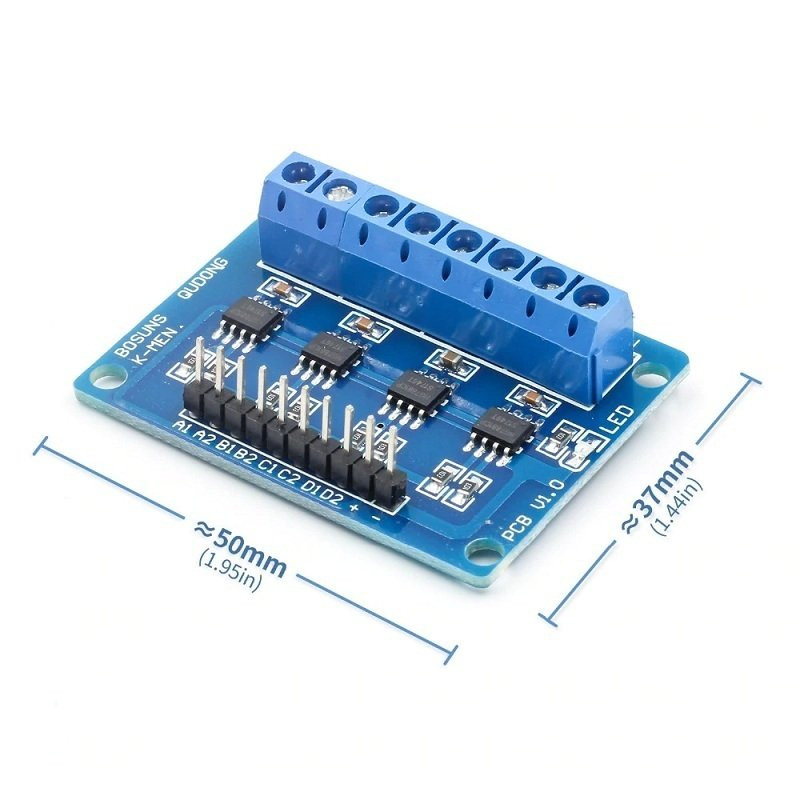 BOSUNS QUDONG
K-MEN.
A1 A2 B1 B2 C1 C2 D1 D2 + -
LED
PCB V1.0
≈50mm
(1.95in)
≈37mm
(1.44in)